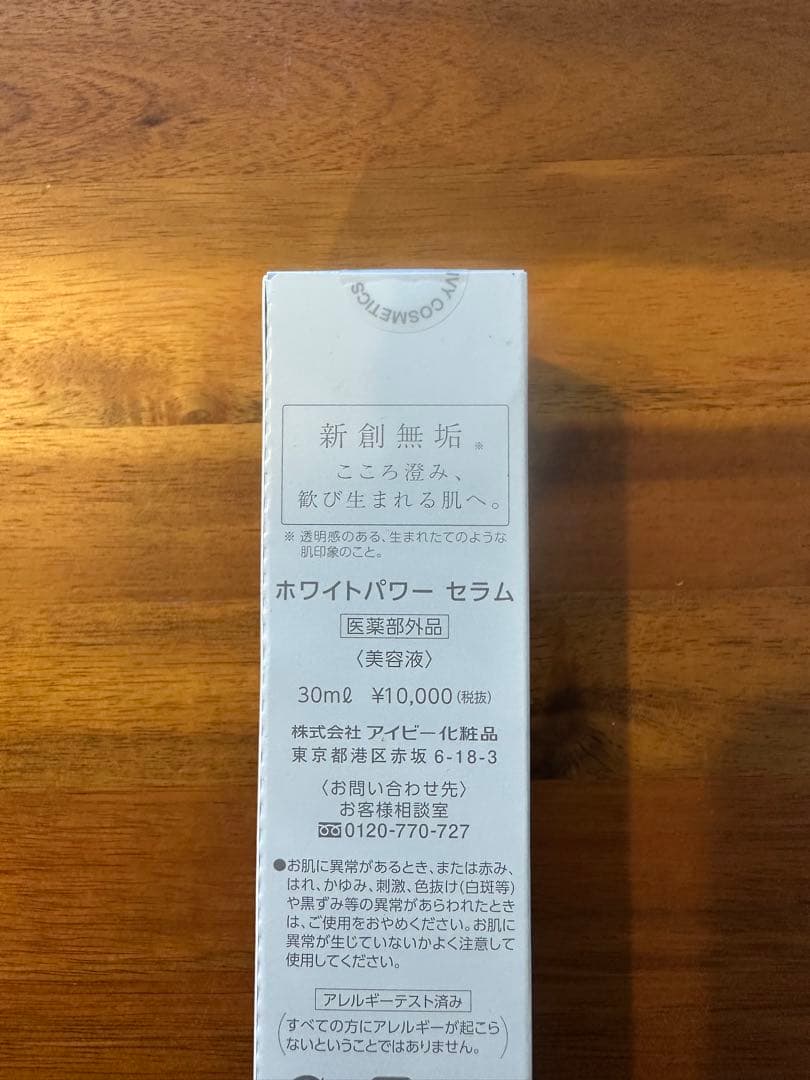 IVY COSMETICS
新創無垢※
こころ澄み、
歓び生まれる肌へ。
※ 透明感のある、生まれたてのような
肌印象のこと。
ホワイトパワー セラム
医薬部外品
〈美容液〉
30mℓ ¥10,000(税抜)
株式会社 アイビー化粧品
東京都港区赤坂 6-18-3
〈お問い合わせ先〉
お客様相談室
0120-770-727
●お肌に異常があるとき、または赤み、
はれ、かゆみ、刺激、色抜け(白斑等)
や黒ずみ等の異常があらわれたとき
は、ご使用をおやめください。お肌に
異常が生じていないかよく注意して
使用してください。
アレルギーテスト済み
(すべての方にアレルギーが起こら
ないということではありません。)